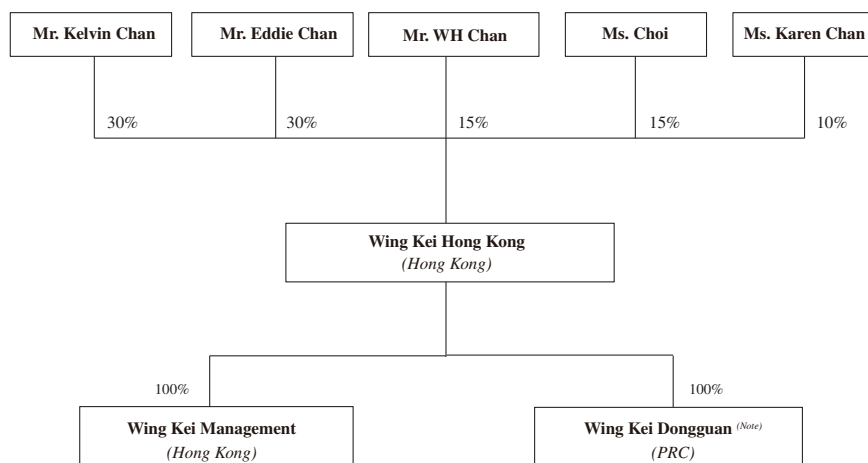 Mr. Kelvin Chan
Mr. Eddie Chan
Mr. WH Chan
Ms. Choi
Ms. Karen Chan
30%
30%
15%
15%
10%
Wing Kei Hong Kong
(Hong Kong)
100%
100%
Wing Kei Management
(Hong Kong)
Wing Kei Dongguan (Note)
(PRC)